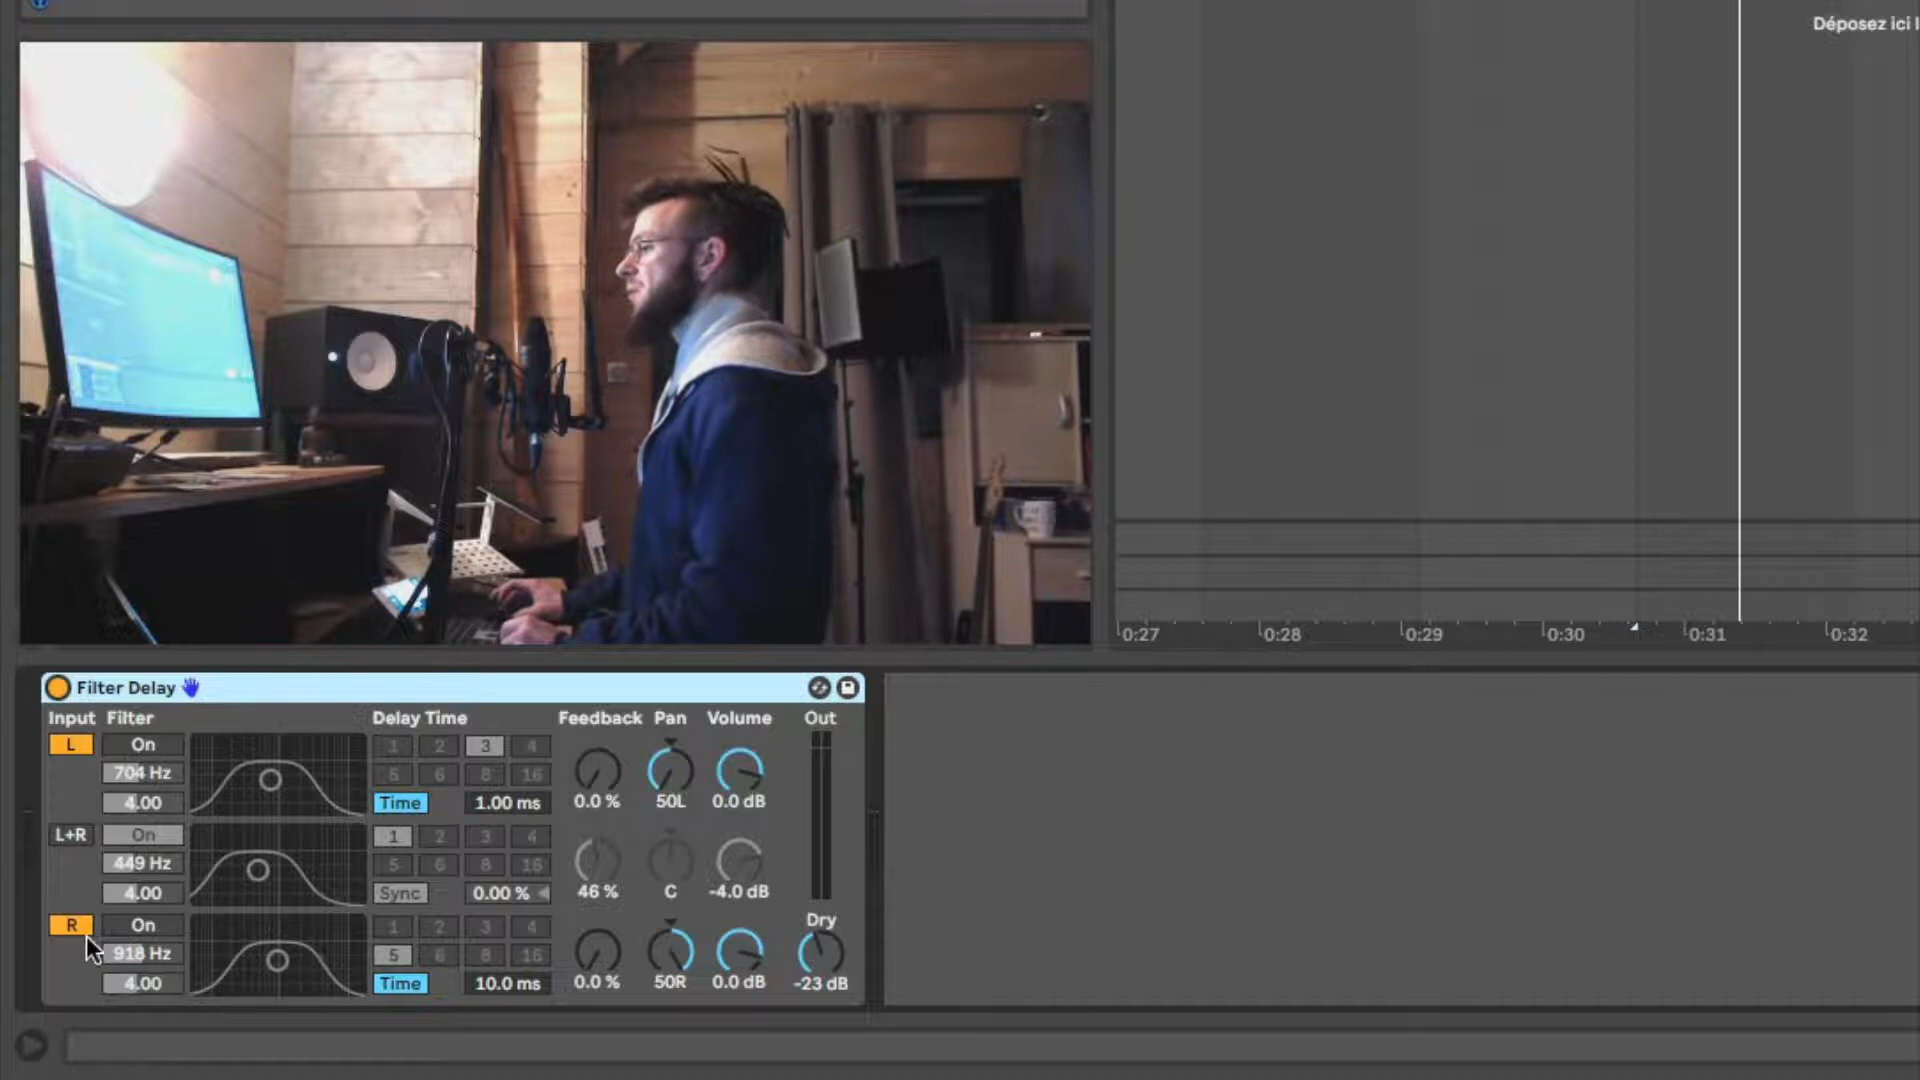 Déposez ici l
0:27 0:28 0:29 0:30 0:31 0:32
Filter Delay
Input Filter Delay Time Feedback Pan Volume Out
L On 1 2 3 4
704 Hz 5 6 8 16
4.00 Time 1.00 ms 0.0 % 50L 0.0 dB
L+R On 1 2 3 4
449 Hz 5 6 8 16
4.00 Sync 0.00 % 46 % C -4.0 dB
R On 1 2 3 4 Dry
918 Hz 5 6 8 16
4.00 Time 10.0 ms 0.0 % 50R 0.0 dB -23 dB